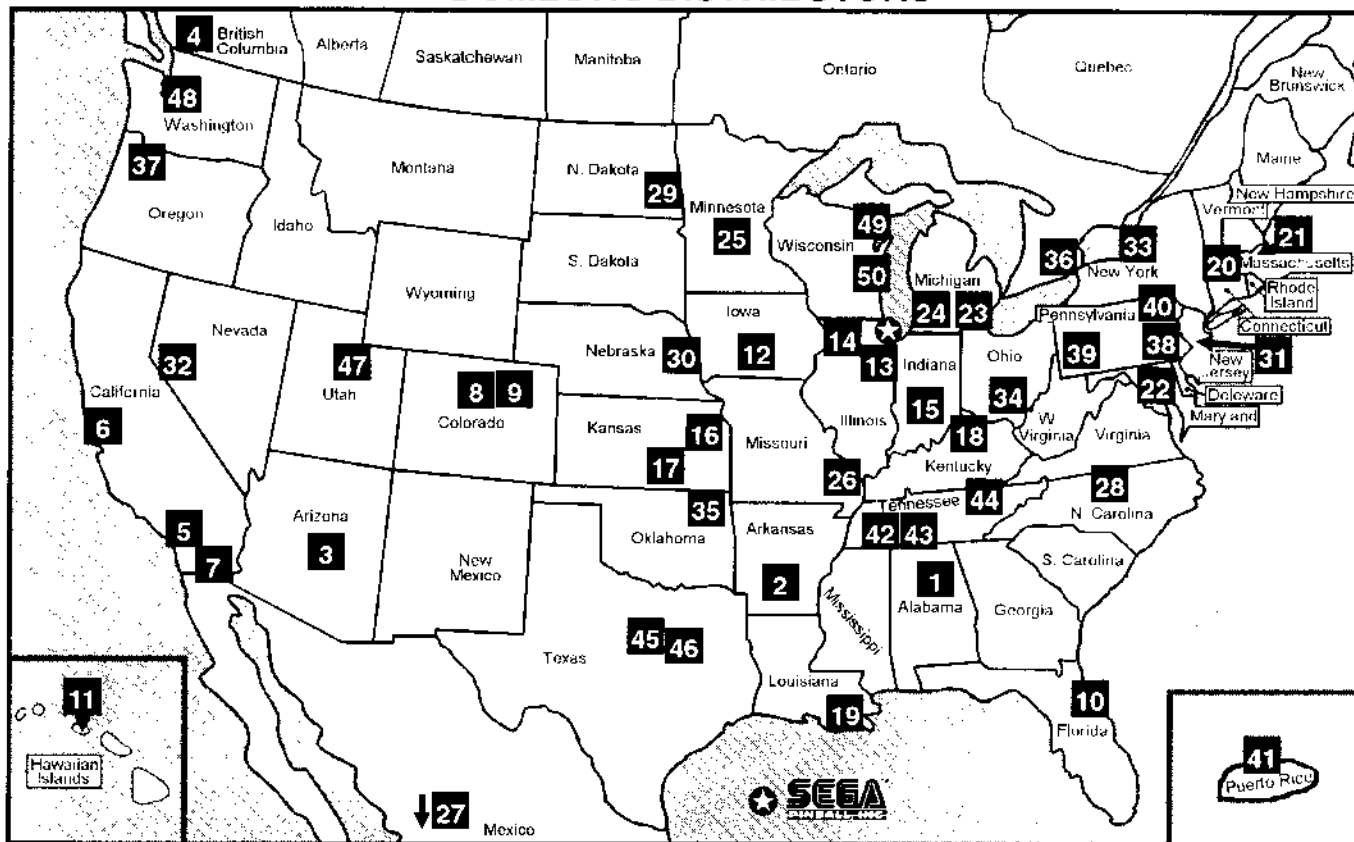 4 British
Columbia
Alberta
Saskatchewan
Manitoba
Ontario
Quebec
New
Brunswick
48
Washington
37
Oregon
Idaho
Montana
N. Dakota
29
Minnesota
25
Wisconsin
49
50
Michigan
24 23
36
33
New York
Maine
New Hampshire
Vermont
21
20
Massachusetts
Rhode
Island
Connecticut
S. Dakota
Wyoming
Nevada
32
California
6
Utah
47
8 9
Colorado
Nebraska
30
Iowa
12
14
13
Illinois
Indiana
15
Ohio
34
Pennsylvania
40
39
38
31
New
Jersey
22
Deleware
Maryland
W
Virginia
Virginia
Kansas
16
17
Missouri
26
18
Kentucky
Tennessee 44
42 43
28
N. Carolina
S. Carolina
5
7
Arizona
3
New
Mexico
35
Oklahoma
Arkansas
2
Mississippi
1
Alabama
Georgia
Texas
45 46
Louisiana
19
10
Florida
11
Hawaiian
Islands
27
Mexico
SEGA
PINBALL, INC.
41
Puerto Rico